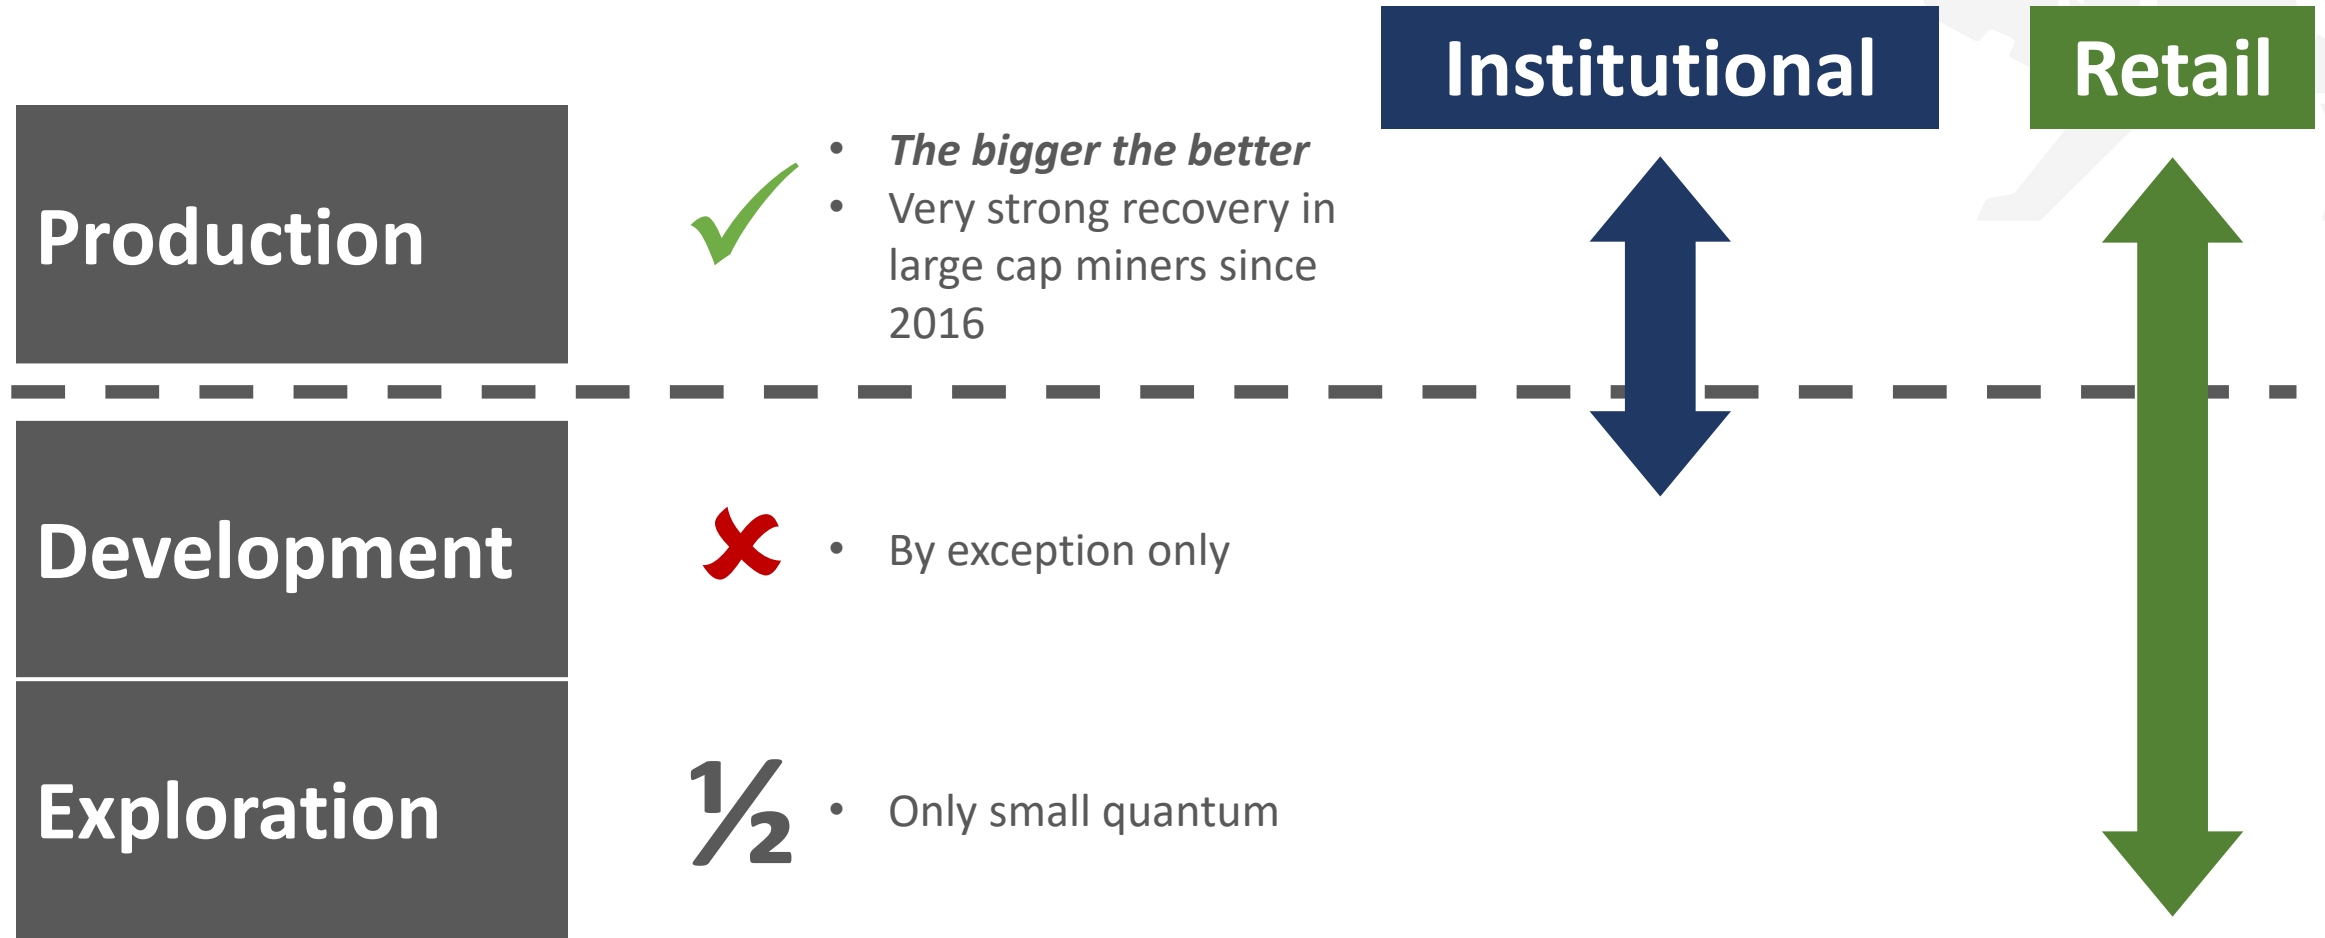 Institutional
Retail
Production
• The bigger the better
• Very strong recovery in
large cap miners since
2016
Development
• By exception only
Exploration
½
• Only small quantum